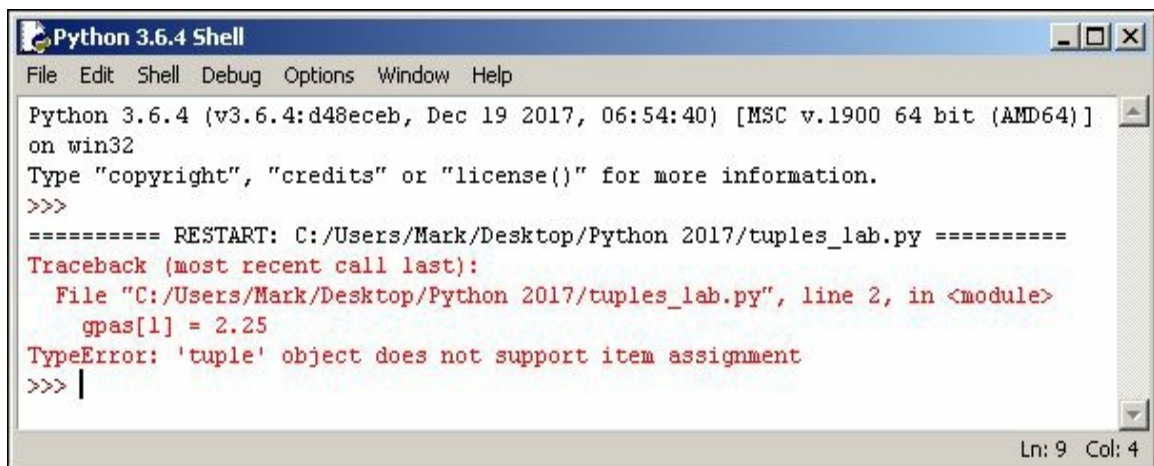 Python 3.6.4 Shell
File Edit Shell Debug Options Window Help
Python 3.6.4 (v3.6.4:d48eceb, Dec 19 2017, 06:54:40) [MSC v.1900 64 bit (AMD64)]
on win32
Type "copyright", "credits" or "license()" for more information.
>>>
========== RESTART: C:/Users/Mark/Desktop/Python 2017/tuples_lab.py ==========
Traceback (most recent call last):
  File "C:/Users/Mark/Desktop/Python 2017/tuples_lab.py", line 2, in <module>
    gpas[1] = 2.25
TypeError: 'tuple' object does not support item assignment
>>>
Ln: 9 Col: 4